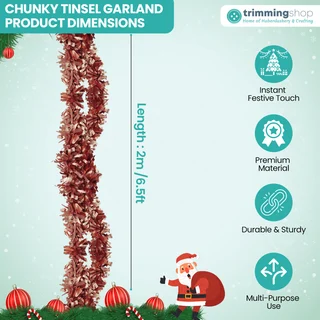 CHUNKY TINSEL GARLAND
PRODUCT DIMENSIONS
trimmingshop
Home of Haberdashery & Crafting
Length : 2m /6.5ft
Instant
Festive Touch
Premium
Material
Durable & Sturdy
Multi-Purpose
Use